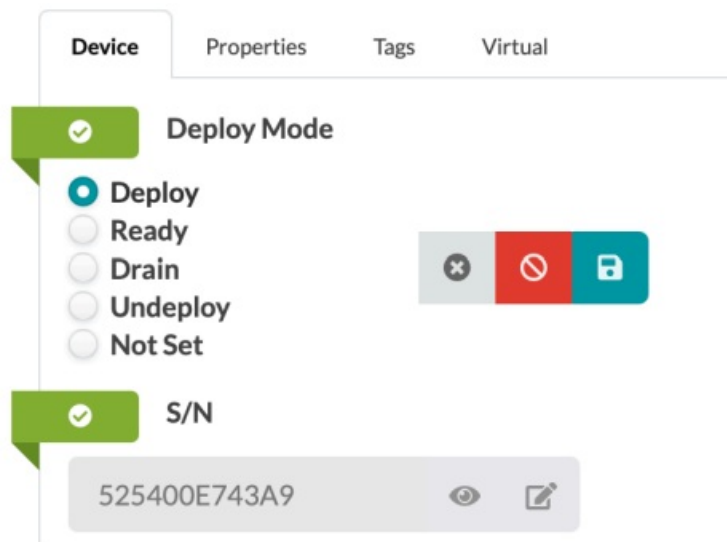 Device Properties Tags Virtual
Deploy Mode
Deploy
Ready
Drain
Undeploy
Not Set
S/N
525400E743A9